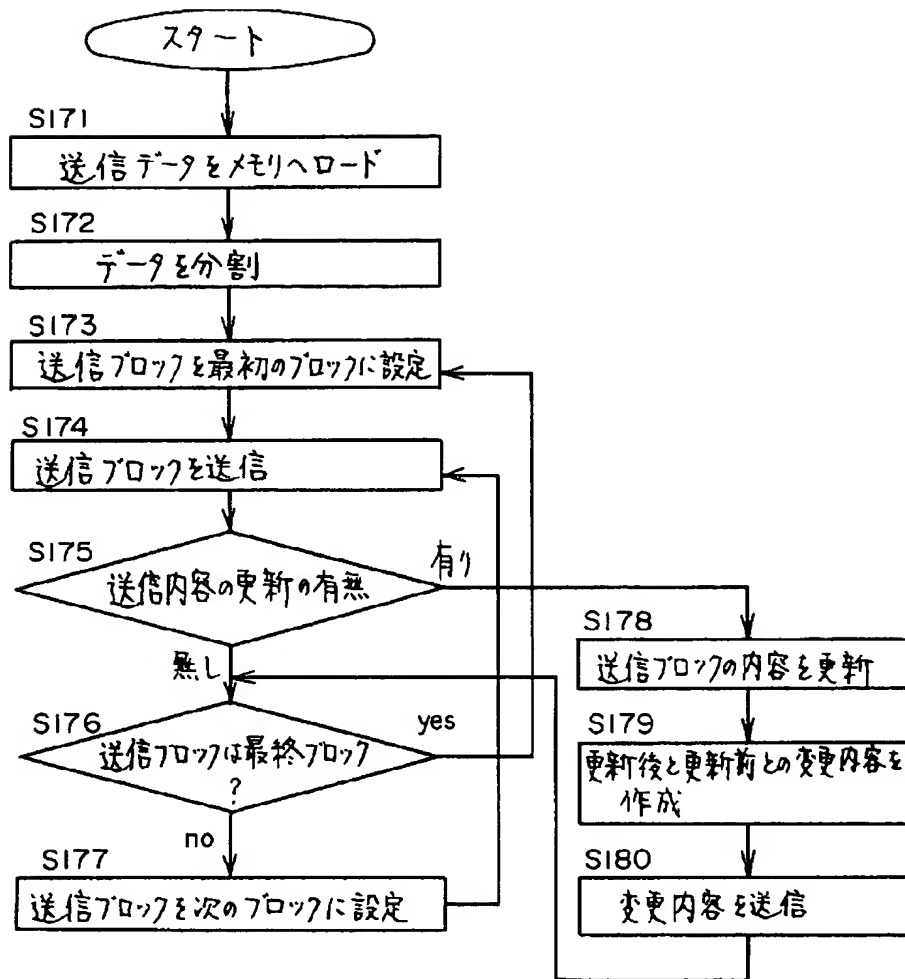 スタート
S171
送信データをメモリへロード
S172
データを分割
S173
送信ブロックを最初のブロックに設定
S174
送信ブロックを送信
S175
送信内容の更新の有無
有り
無し
S176
送信ブロックは最終ブロック
?
yes
no
S177
送信ブロックを次のブロックに設定
S178
送信ブロックの内容を更新
S179
更新後と更新前との変更内容を
作成
S180
変更内容を送信